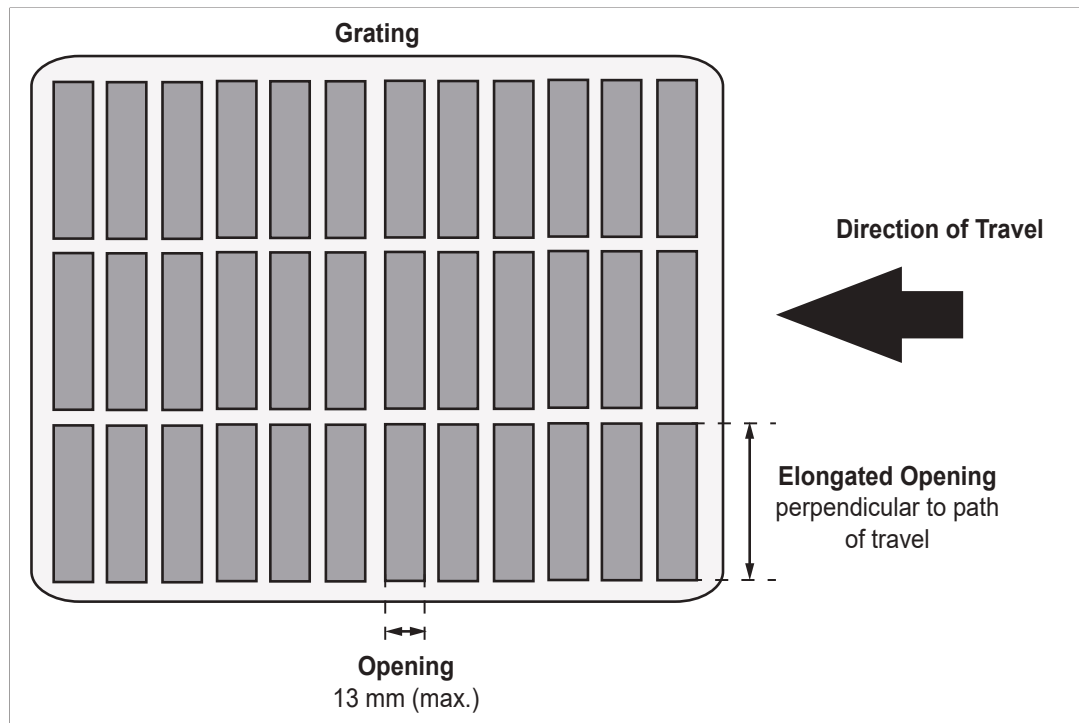 Grating
Direction of Travel
Elongated Opening
perpendicular to path
of travel
Opening
13 mm (max.)